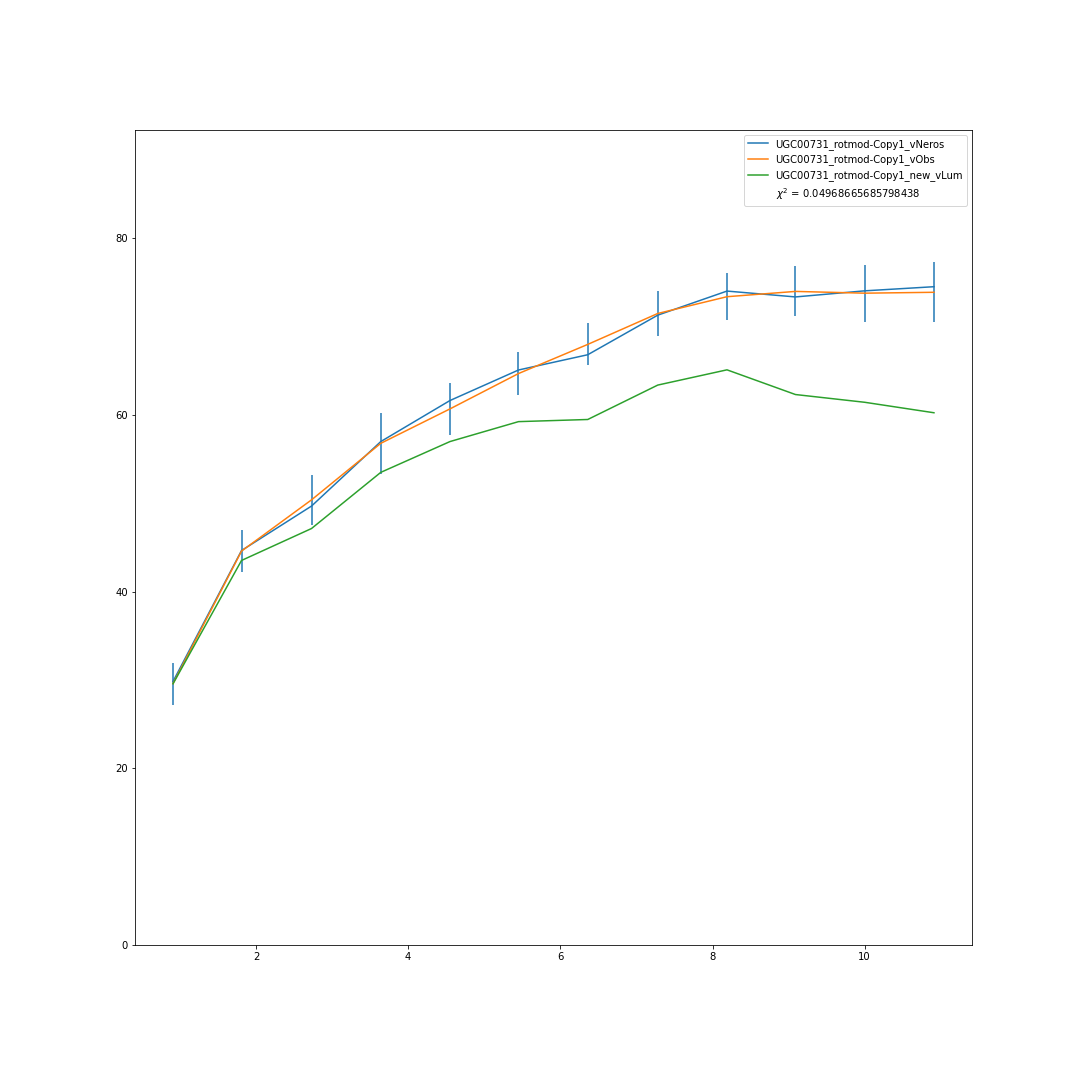 UGC00731_rotmod-Copy1_vNeros
UGC00731_rotmod-Copy1_vObs
UGC00731_rotmod-Copy1_new_vLum
χ² = 0.04968665685798438
80
60
40
20
0
2 4 6 8 10